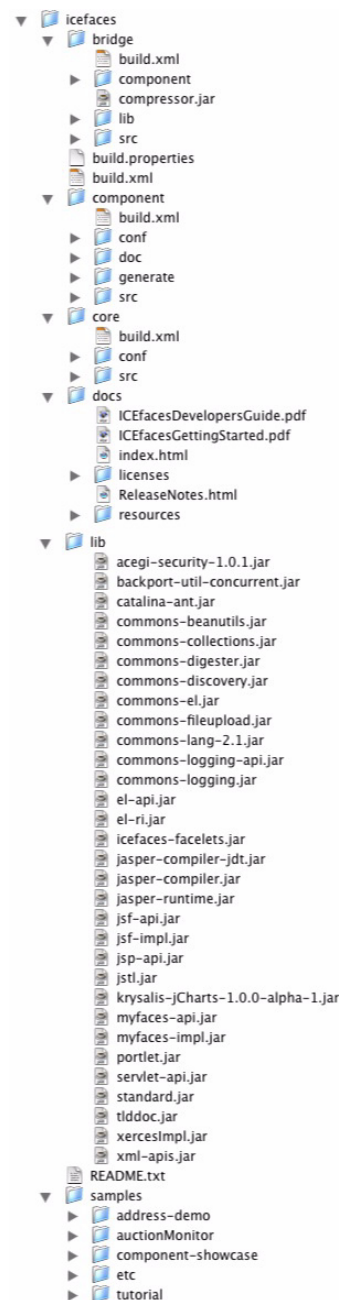 icefaces
bridge
build.xml
component
compressor.jar
lib
src
build.properties
build.xml
component
build.xml
conf
doc
generate
src
core
build.xml
conf
src
docs
ICEfacesDevelopersGuide.pdf
ICEfacesGettingStarted.pdf
index.html
licenses
ReleaseNotes.html
resources
lib
acegi-security-1.0.1.jar
backport-util-concurrent.jar
catalina-ant.jar
commons-beanutils.jar
commons-collections.jar
commons-digester.jar
commons-discovery.jar
commons-el.jar
commons-fileupload.jar
commons-lang-2.1.jar
commons-logging-api.jar
commons-logging.jar
el-api.jar
el-ri.jar
icefaces-facelets.jar
jasper-compiler-jdt.jar
jasper-compiler.jar
jasper-runtime.jar
jsf-api.jar
jsf-impl.jar
jsp-api.jar
jstl.jar
krysalis-jCharts-1.0.0-alpha-1.jar
myfaces-api.jar
myfaces-impl.jar
portlet.jar
servlet-api.jar
standard.jar
tlddoc.jar
xercesImpl.jar
xml-apis.jar
README.txt
samples
address-demo
auctionMonitor
component-showcase
etc
tutorial